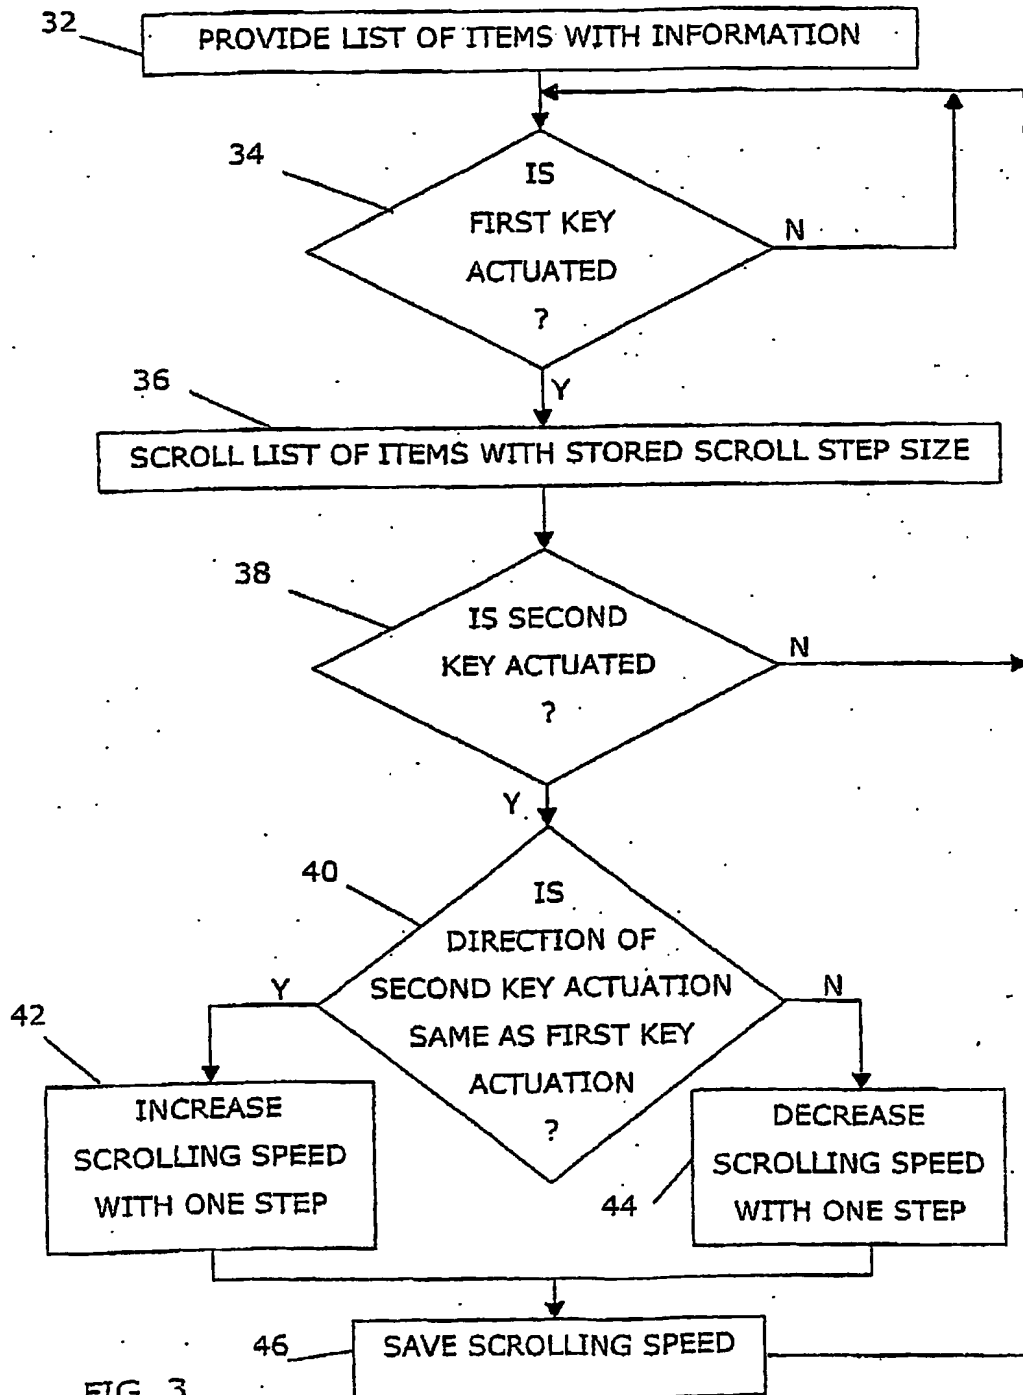 32
PROVIDE LIST OF ITEMS WITH INFORMATION
34
IS
FIRST KEY
ACTUATED
?
N
Y
36
SCROLL LIST OF ITEMS WITH STORED SCROLL STEP SIZE
38
IS SECOND
KEY ACTUATED
?
N
Y
40
IS
DIRECTION OF
SECOND KEY ACTUATION
SAME AS FIRST KEY
ACTUATION
?
Y
N
42
INCREASE
SCROLLING SPEED
WITH ONE STEP
44
DECREASE
SCROLLING SPEED
WITH ONE STEP
46
SAVE SCROLLING SPEED
FIG. 3